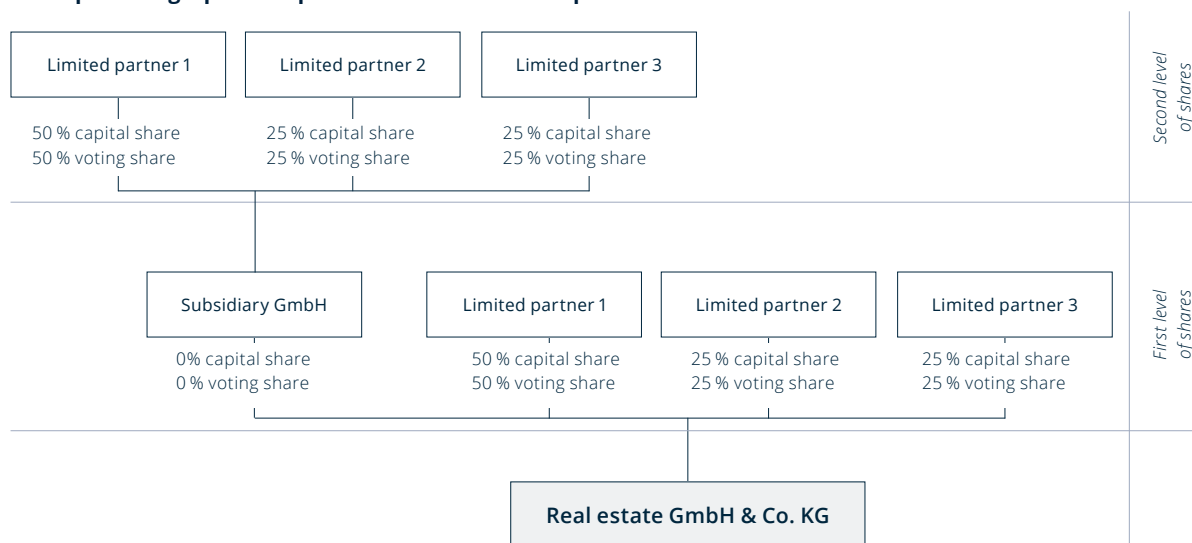 Limited partner 1
Limited partner 2
Limited partner 3
50 % capital share
50 % voting share
25 % capital share
25 % voting share
25 % capital share
25 % voting share
Second level
of shares
Subsidiary GmbH
Limited partner 1
Limited partner 2
Limited partner 3
0% capital share
0 % voting share
50 % capital share
50 % voting share
25 % capital share
25 % voting share
25 % capital share
25 % voting share
First level
of shares
Real estate GmbH & Co. KG